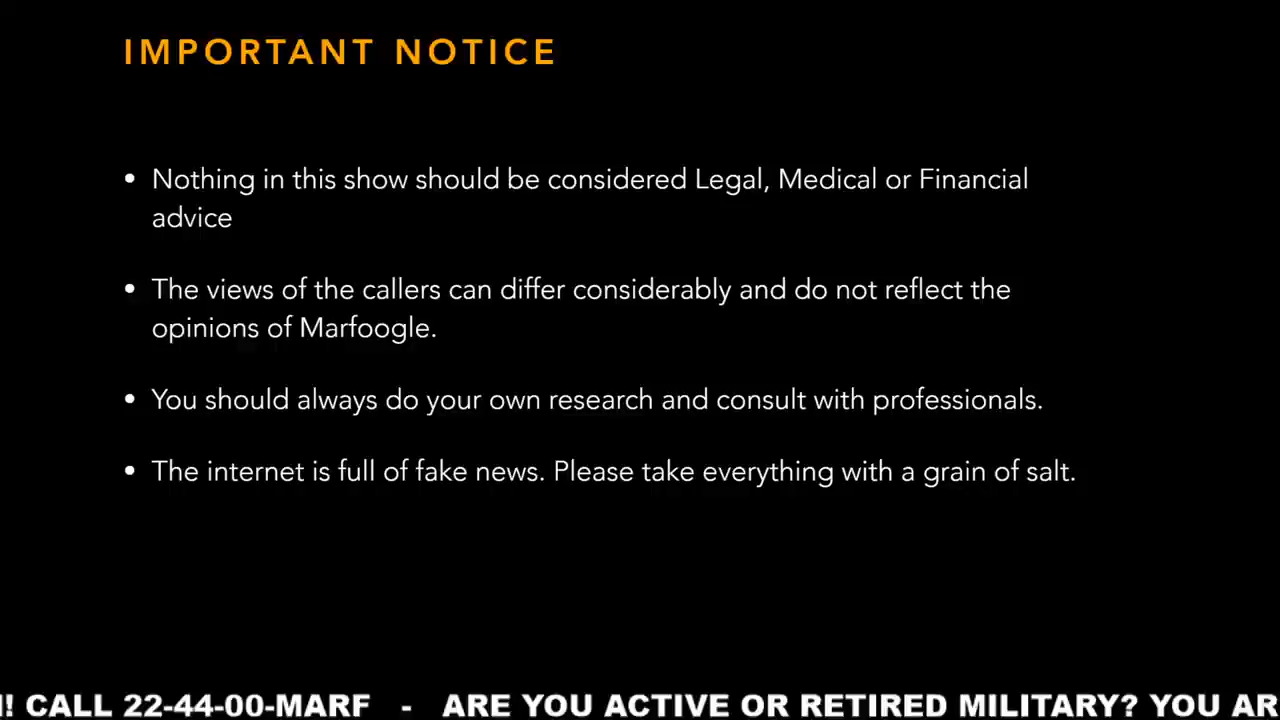 IMPORTANT NOTICE
• Nothing in this show should be considered Legal, Medical or Financial
advice
• The views of the callers can differ considerably and do not reflect the
opinions of Marfoogle.
• You should always do your own research and consult with professionals.
• The internet is full of fake news. Please take everything with a grain of salt.
! CALL 22-44-00-MARF - ARE YOU ACTIVE OR RETIRED MILITARY? YOU AR